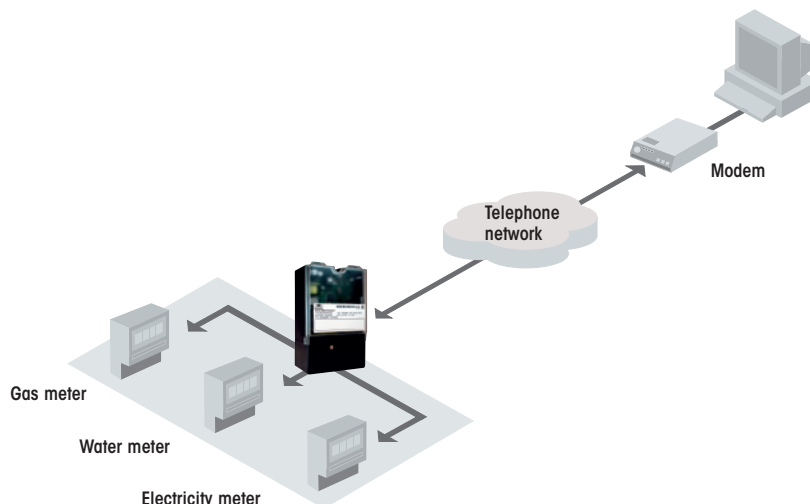 Modem
Telephone
network
Gas meter
Water meter
Electricity meter